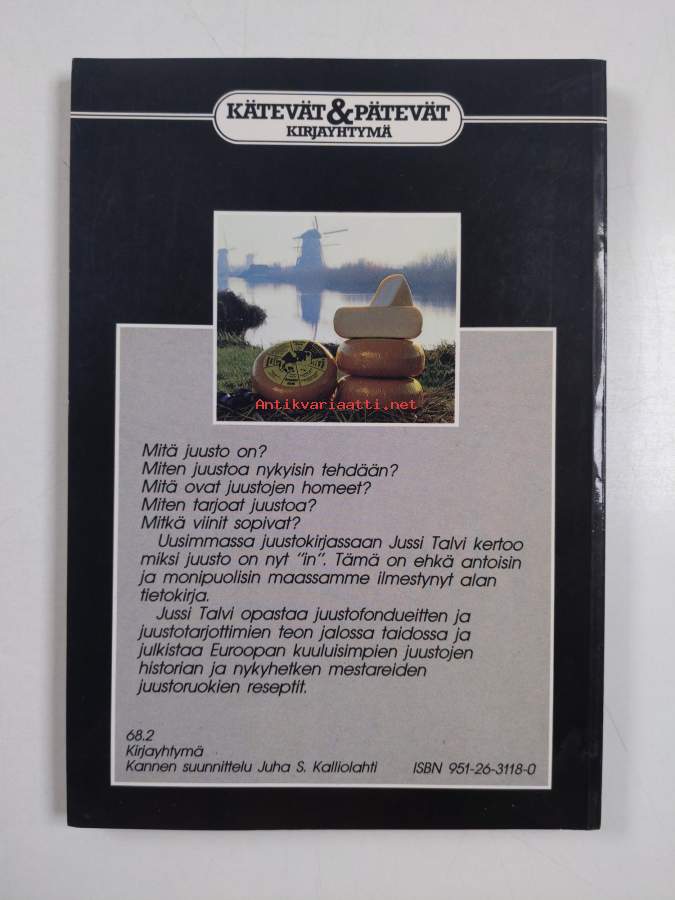 KÄTEVÄT & PÄTEVÄT
KIRJAYHTYMÄ
Antikvariaatti.net
Mitä juusto on?
Miten juustoa nykyisin tehdään?
Mitä ovat juustojen homeet?
Miten tarjoat juustoa?
Mitkä viinit sopivat?
Uusimmassa juustokirjassaan Jussi Talvi kertoo
miksi juusto on nyt "in". Tämä on ehkä antoisin
ja monipuolisin maassamme ilmestynyt alan
tietokirja.
Jussi Talvi opastaa juustofondueitten ja
juustotarjottimien teon jalossa taidossa ja
julkistaa Euroopan kuuluisimpien juustojen
historian ja nykyhetken mestareiden
juustoruokien reseptit.
68.2
Kirjayhtymä
Kannen suunnittelu Juha S. Kalliolahti ISBN 951-26-3118-0